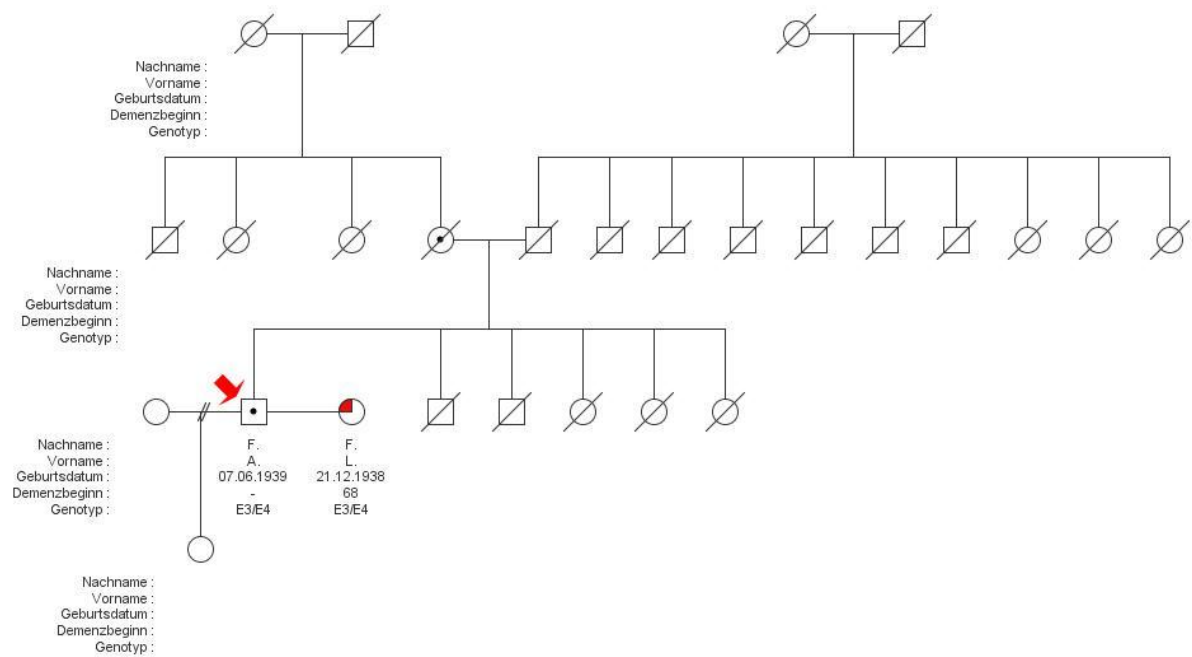 Nachname :
Vorname :
Geburtsdatum :
Demenzbeginn :
Genotyp :
Nachname :
Vorname :
Geburtsdatum :
Demenzbeginn :
Genotyp :
Nachname : F. F.
Vorname : A. L.
Geburtsdatum : 07.06.1939 21.12.1938
Demenzbeginn : - 68
Genotyp : E3/E4 E3/E4
Nachname :
Vorname :
Geburtsdatum :
Demenzbeginn :
Genotyp :